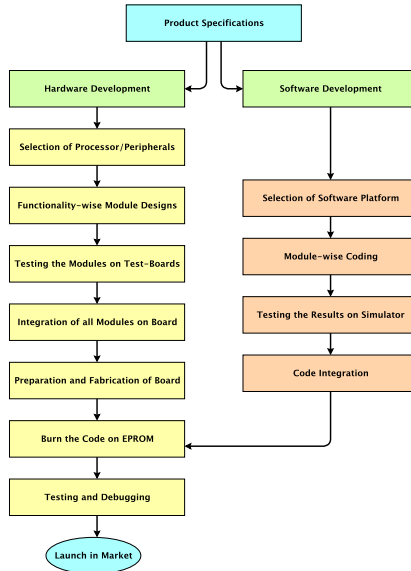 Product Specifications
Hardware Development
Software Development
Selection of Processor/Peripherals
Functionality-wise Module Designs
Selection of Software Platform
Testing the Modules on Test-Boards
Module-wise Coding
Integration of all Modules on Board
Testing the Results on Simulator
Preparation and Fabrication of Board
Code Integration
Burn the Code on EPROM
Testing and Debugging
Launch in Market